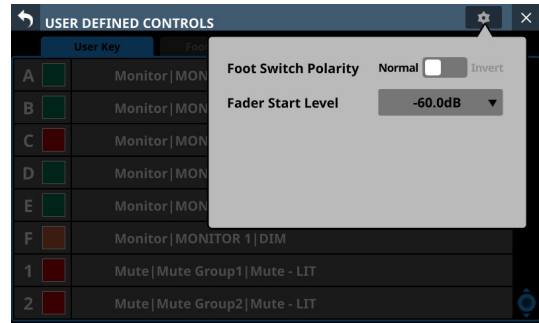 USER DEFINED CONTROLS
User Key Foo
Foot Switch Polarity Normal Invert
Fader Start Level -60.0dB
A Monitor|MON
B Monitor|MON
C Monitor|MON
D Monitor|MON
E Monitor|MON
F Monitor|MONITOR 1|DIM
1 Mute|Mute Group1|Mute - LIT
2 Mute|Mute Group2|Mute - LIT